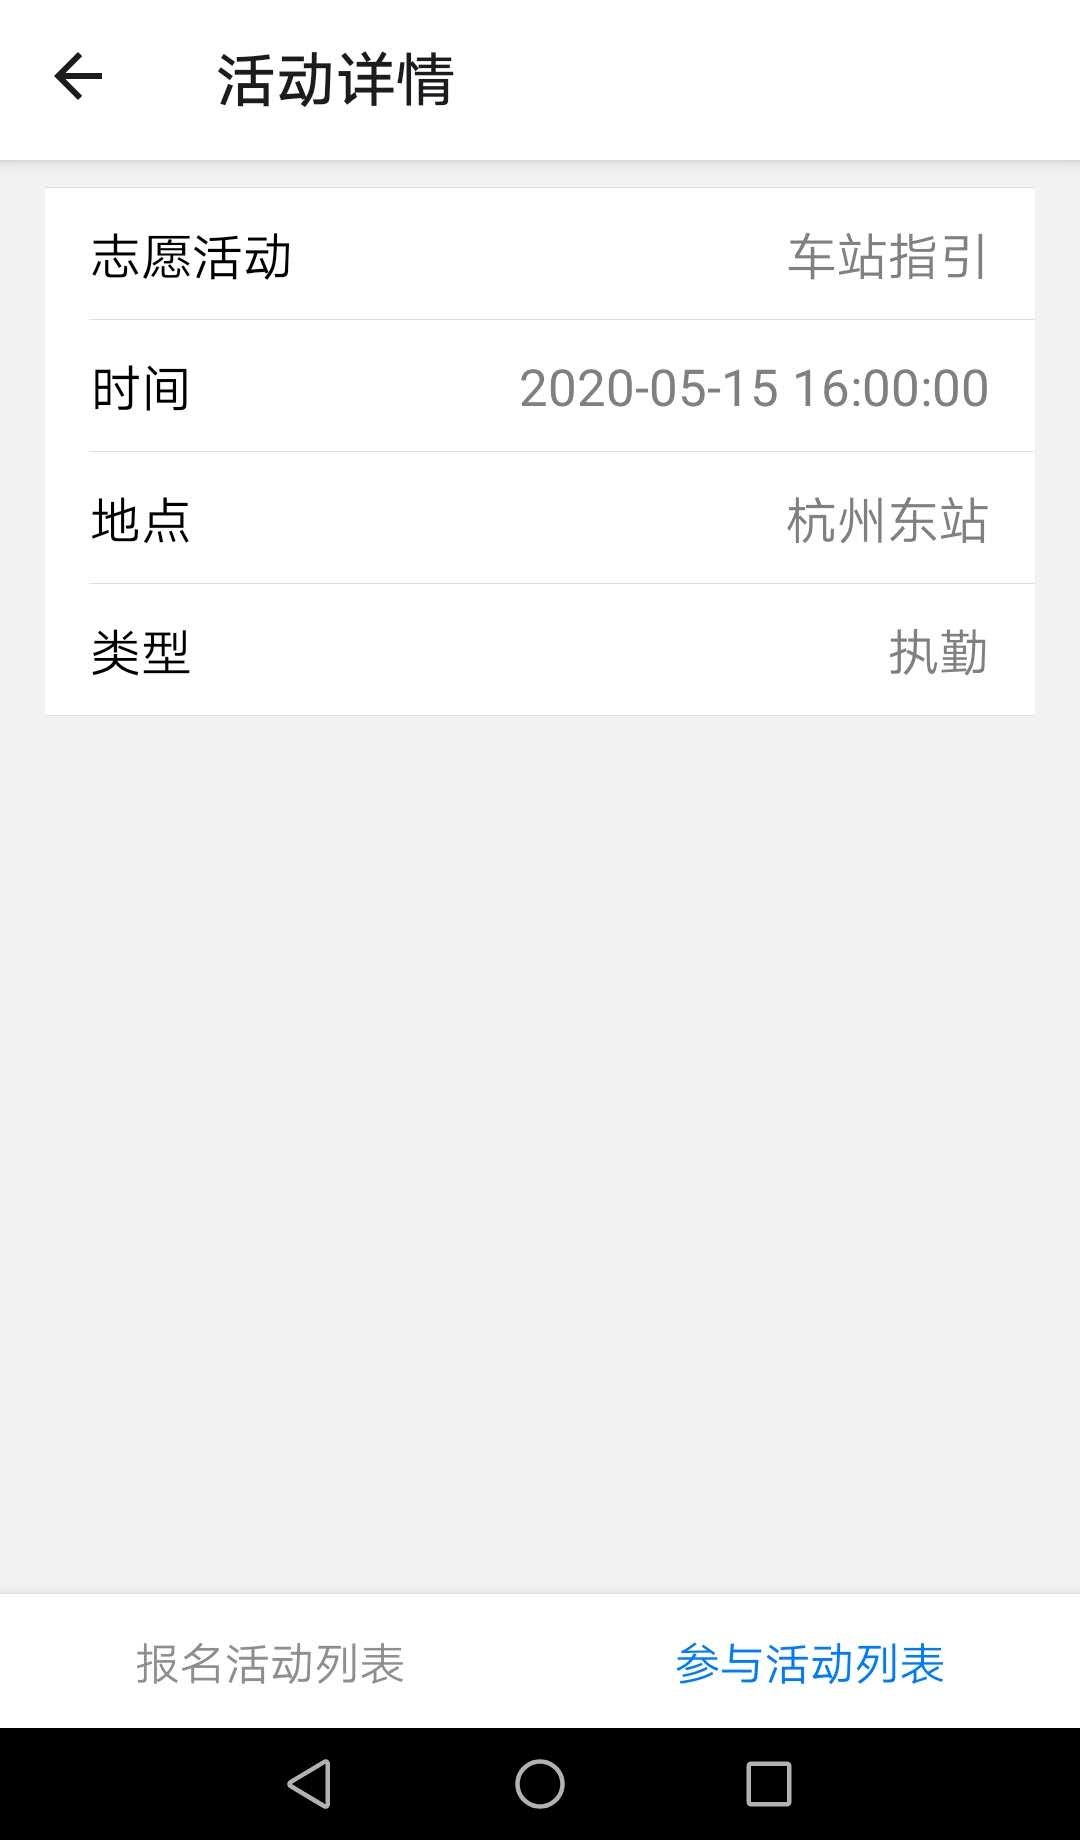 活动详情
志愿活动 车站指引
时间 2020-05-15 16:00:00
地点 杭州东站
类型 执勤
报名活动列表 参与活动列表